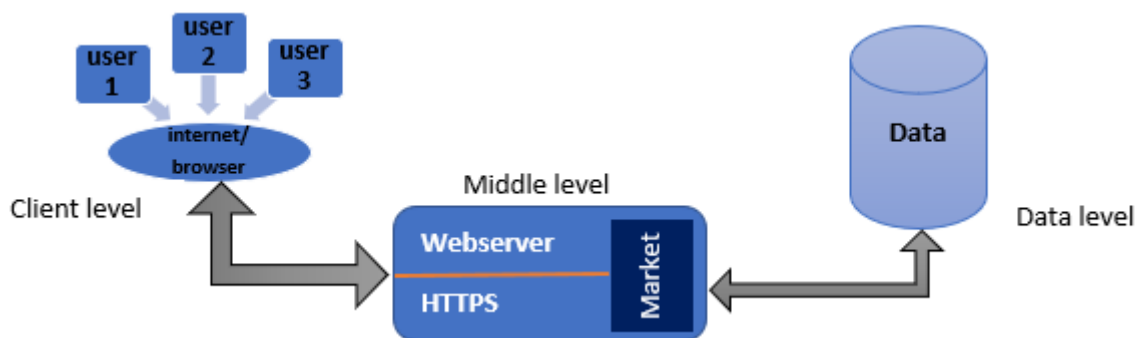 user
1
user
2
user
3
internet/
browser
Client level
Middle level
Webserver
HTTPS
Market
Data
Data level